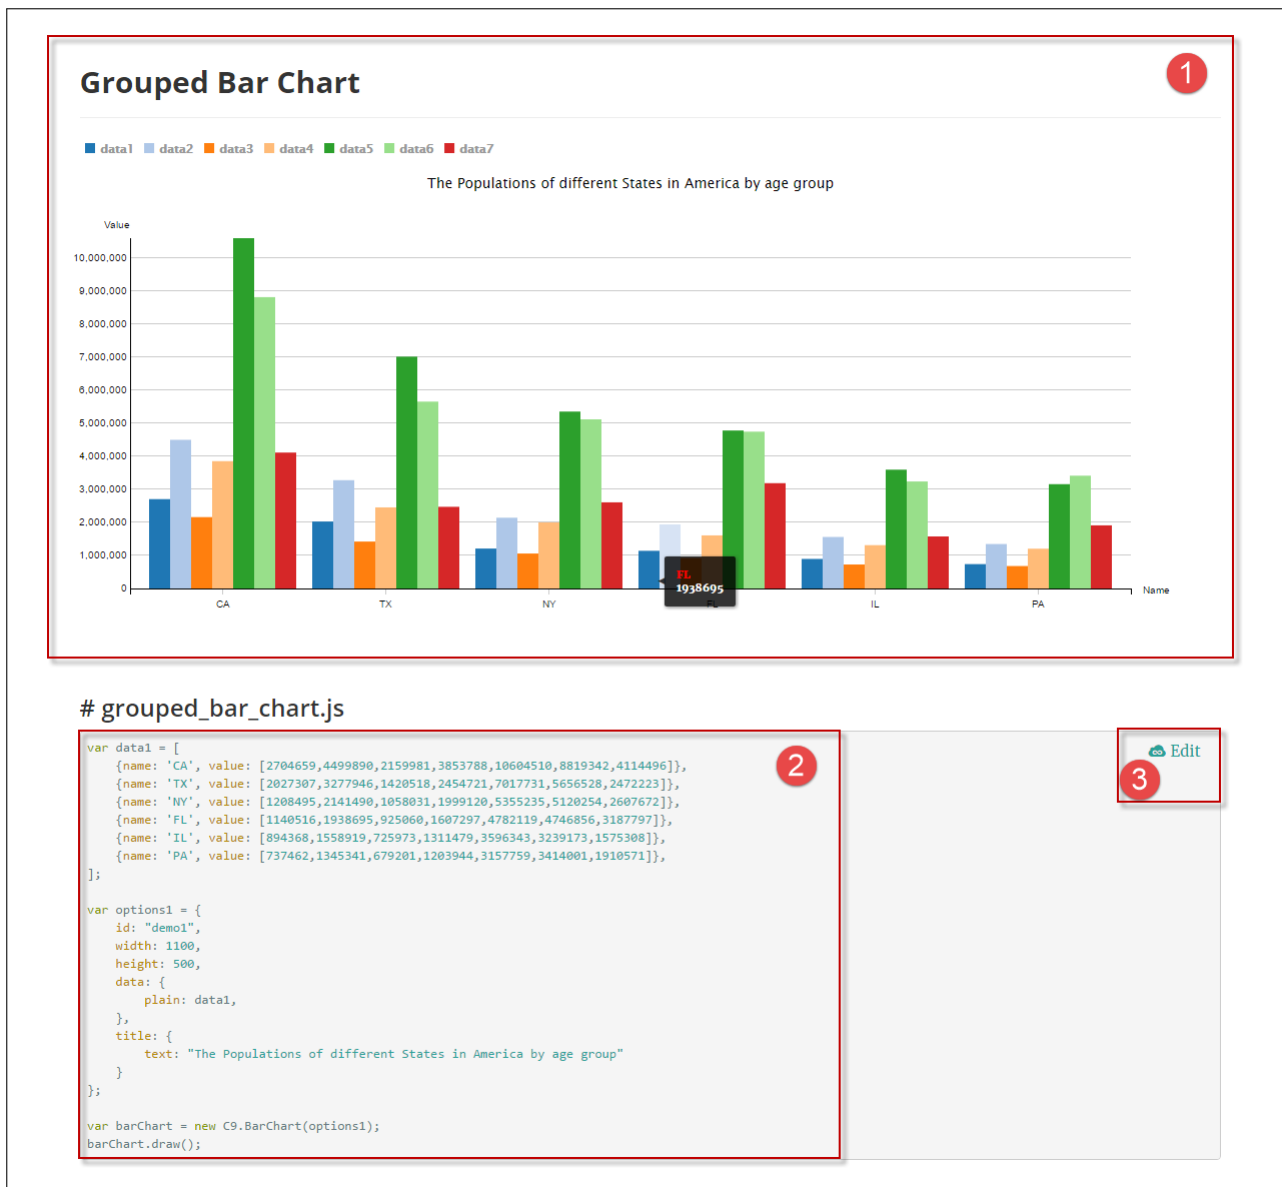 Grouped Bar Chart
1
data1 data2 data3 data4 data5 data6 data7
The Populations of different States in America by age group
Value
10,000,000
9,000,000
8,000,000
7,000,000
6,000,000
5,000,000
4,000,000
3,000,000
2,000,000
1,000,000
0
FL
1938695
CA TX NY FL IL PA
Name
# grouped_bar_chart.js
var data1 = [
{name: 'CA', value: [2704659,4499890,2159981,3853788,10604510,8819342,4114496]},
{name: 'TX', value: [2027307,3277946,1420518,2454721,7017731,5656528,2472223]},
{name: 'NY', value: [1208495,2141490,1058031,1999120,5355235,5120254,2607672]},
{name: 'FL', value: [1140516,1938695,925060,1607297,4782119,4746856,3187797]},
{name: 'IL', value: [894368,1558919,725973,1311479,3596343,3239173,1575308]},
{name: 'PA', value: [737462,1345341,679201,1203944,3157759,3414001,1910571]},
];
var options1 = {
id: "demo1",
width: 1100,
height: 500,
data: {
plain: data1,
},
title: {
text: "The Populations of different States in America by age group"
}
};
var barChart = new C9.BarChart(options1);
barChart.draw();
2
Edit
3